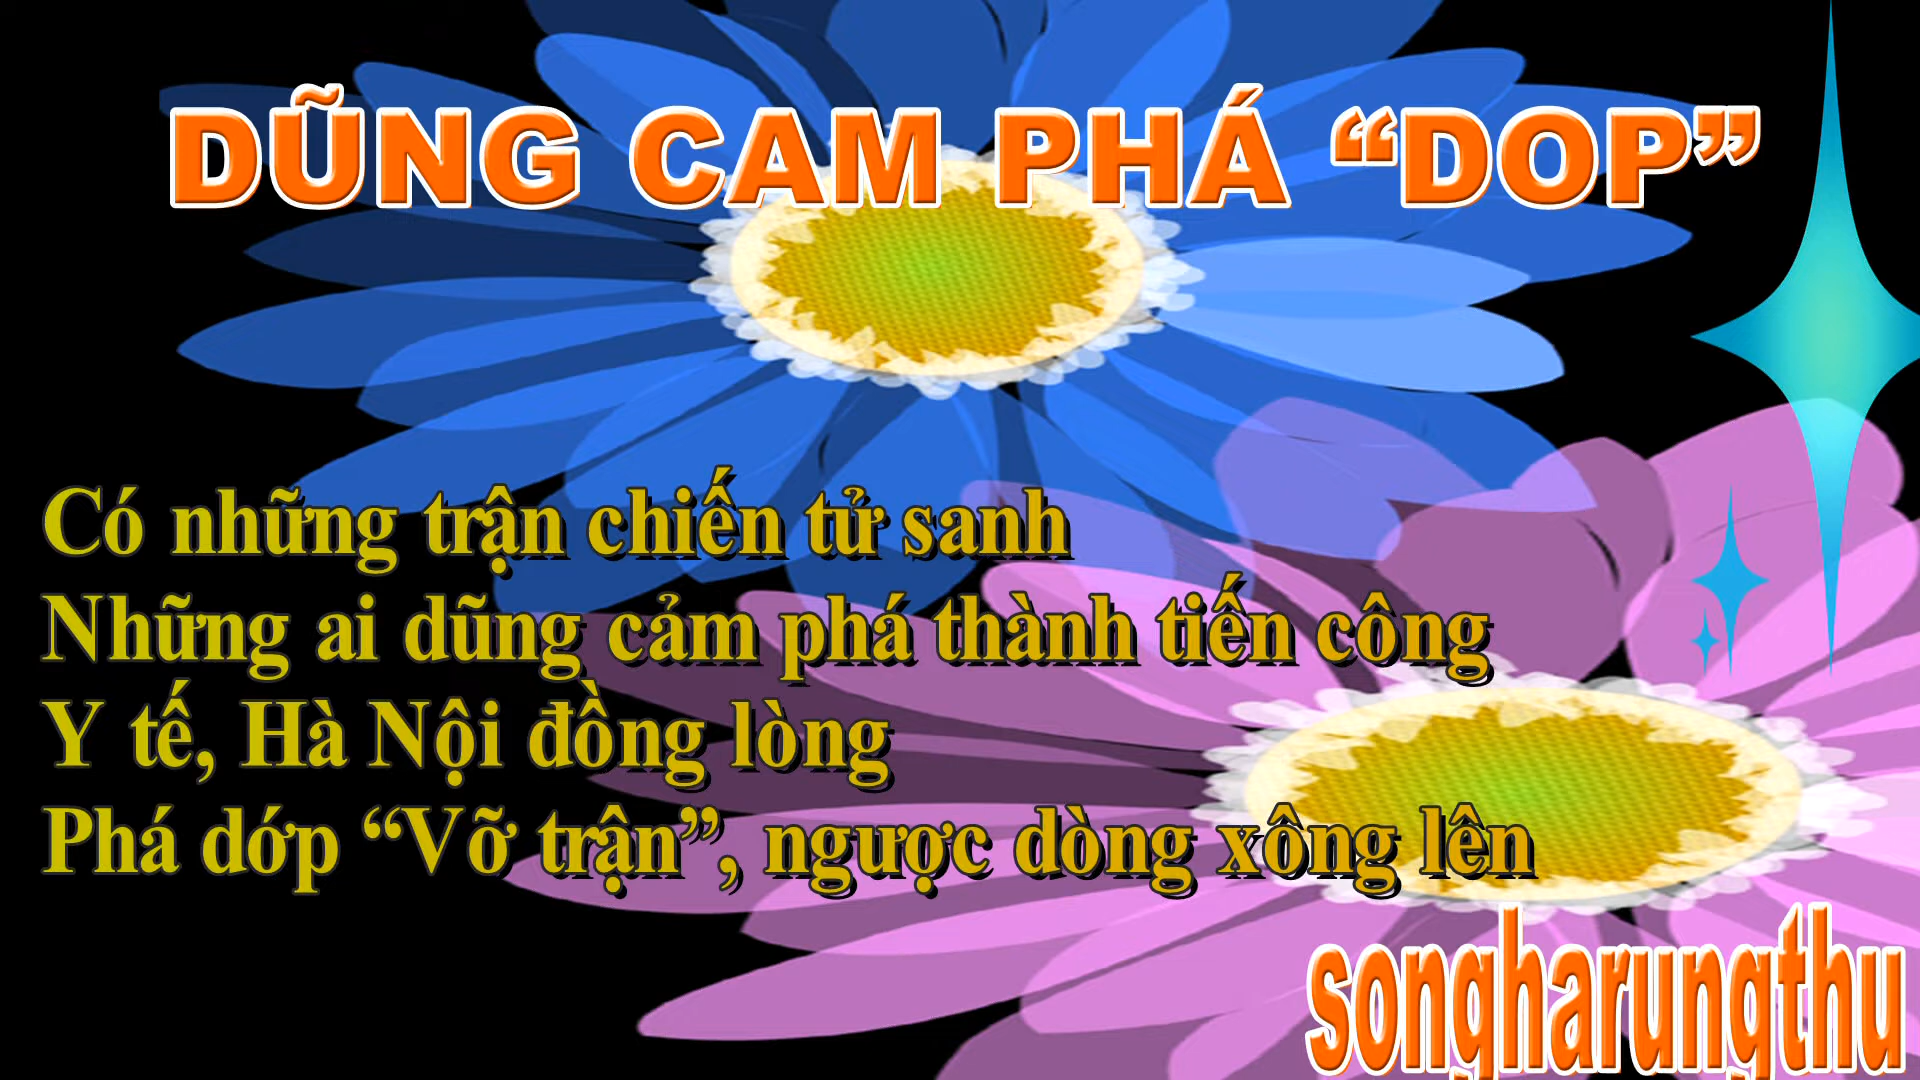 DŨNG CAM PHÁ “DOP”
Có những trận chiến tử sanh
Những ai dũng cảm phá thành tiến công
Y tế, Hà Nội đồng lòng
Phá dớp “Vỡ trận”, ngược dòng xông lên
songharungthu